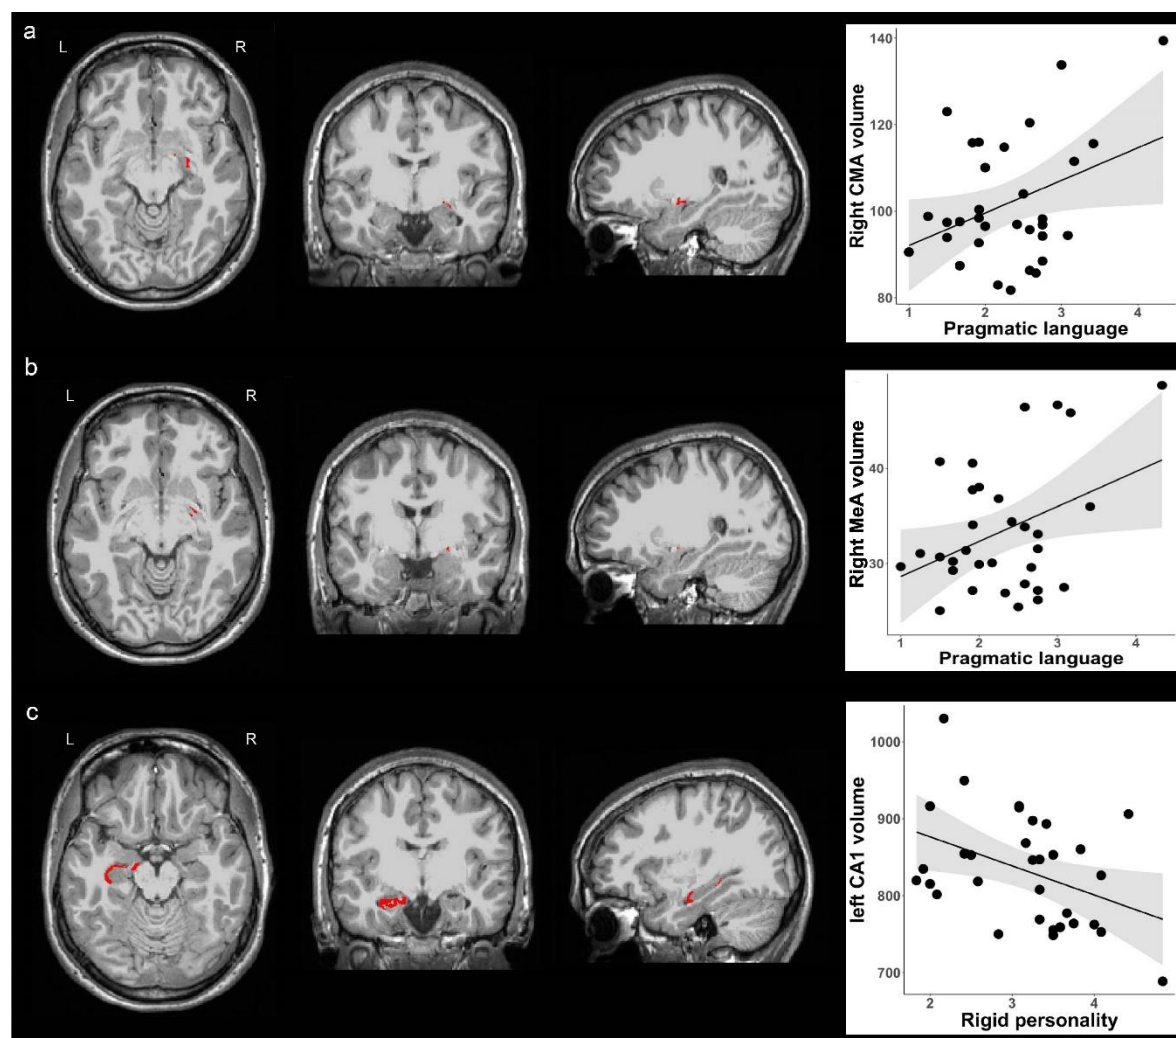 a
L
R
Right CMA volume
140
120
100
80
1 2 3 4
Pragmatic language
b
L
R
Right MeA volume
40
30
1 2 3 4
Pragmatic language
c
L
R
left CA1 volume
1000
900
800
700
2 3 4
Rigid personality